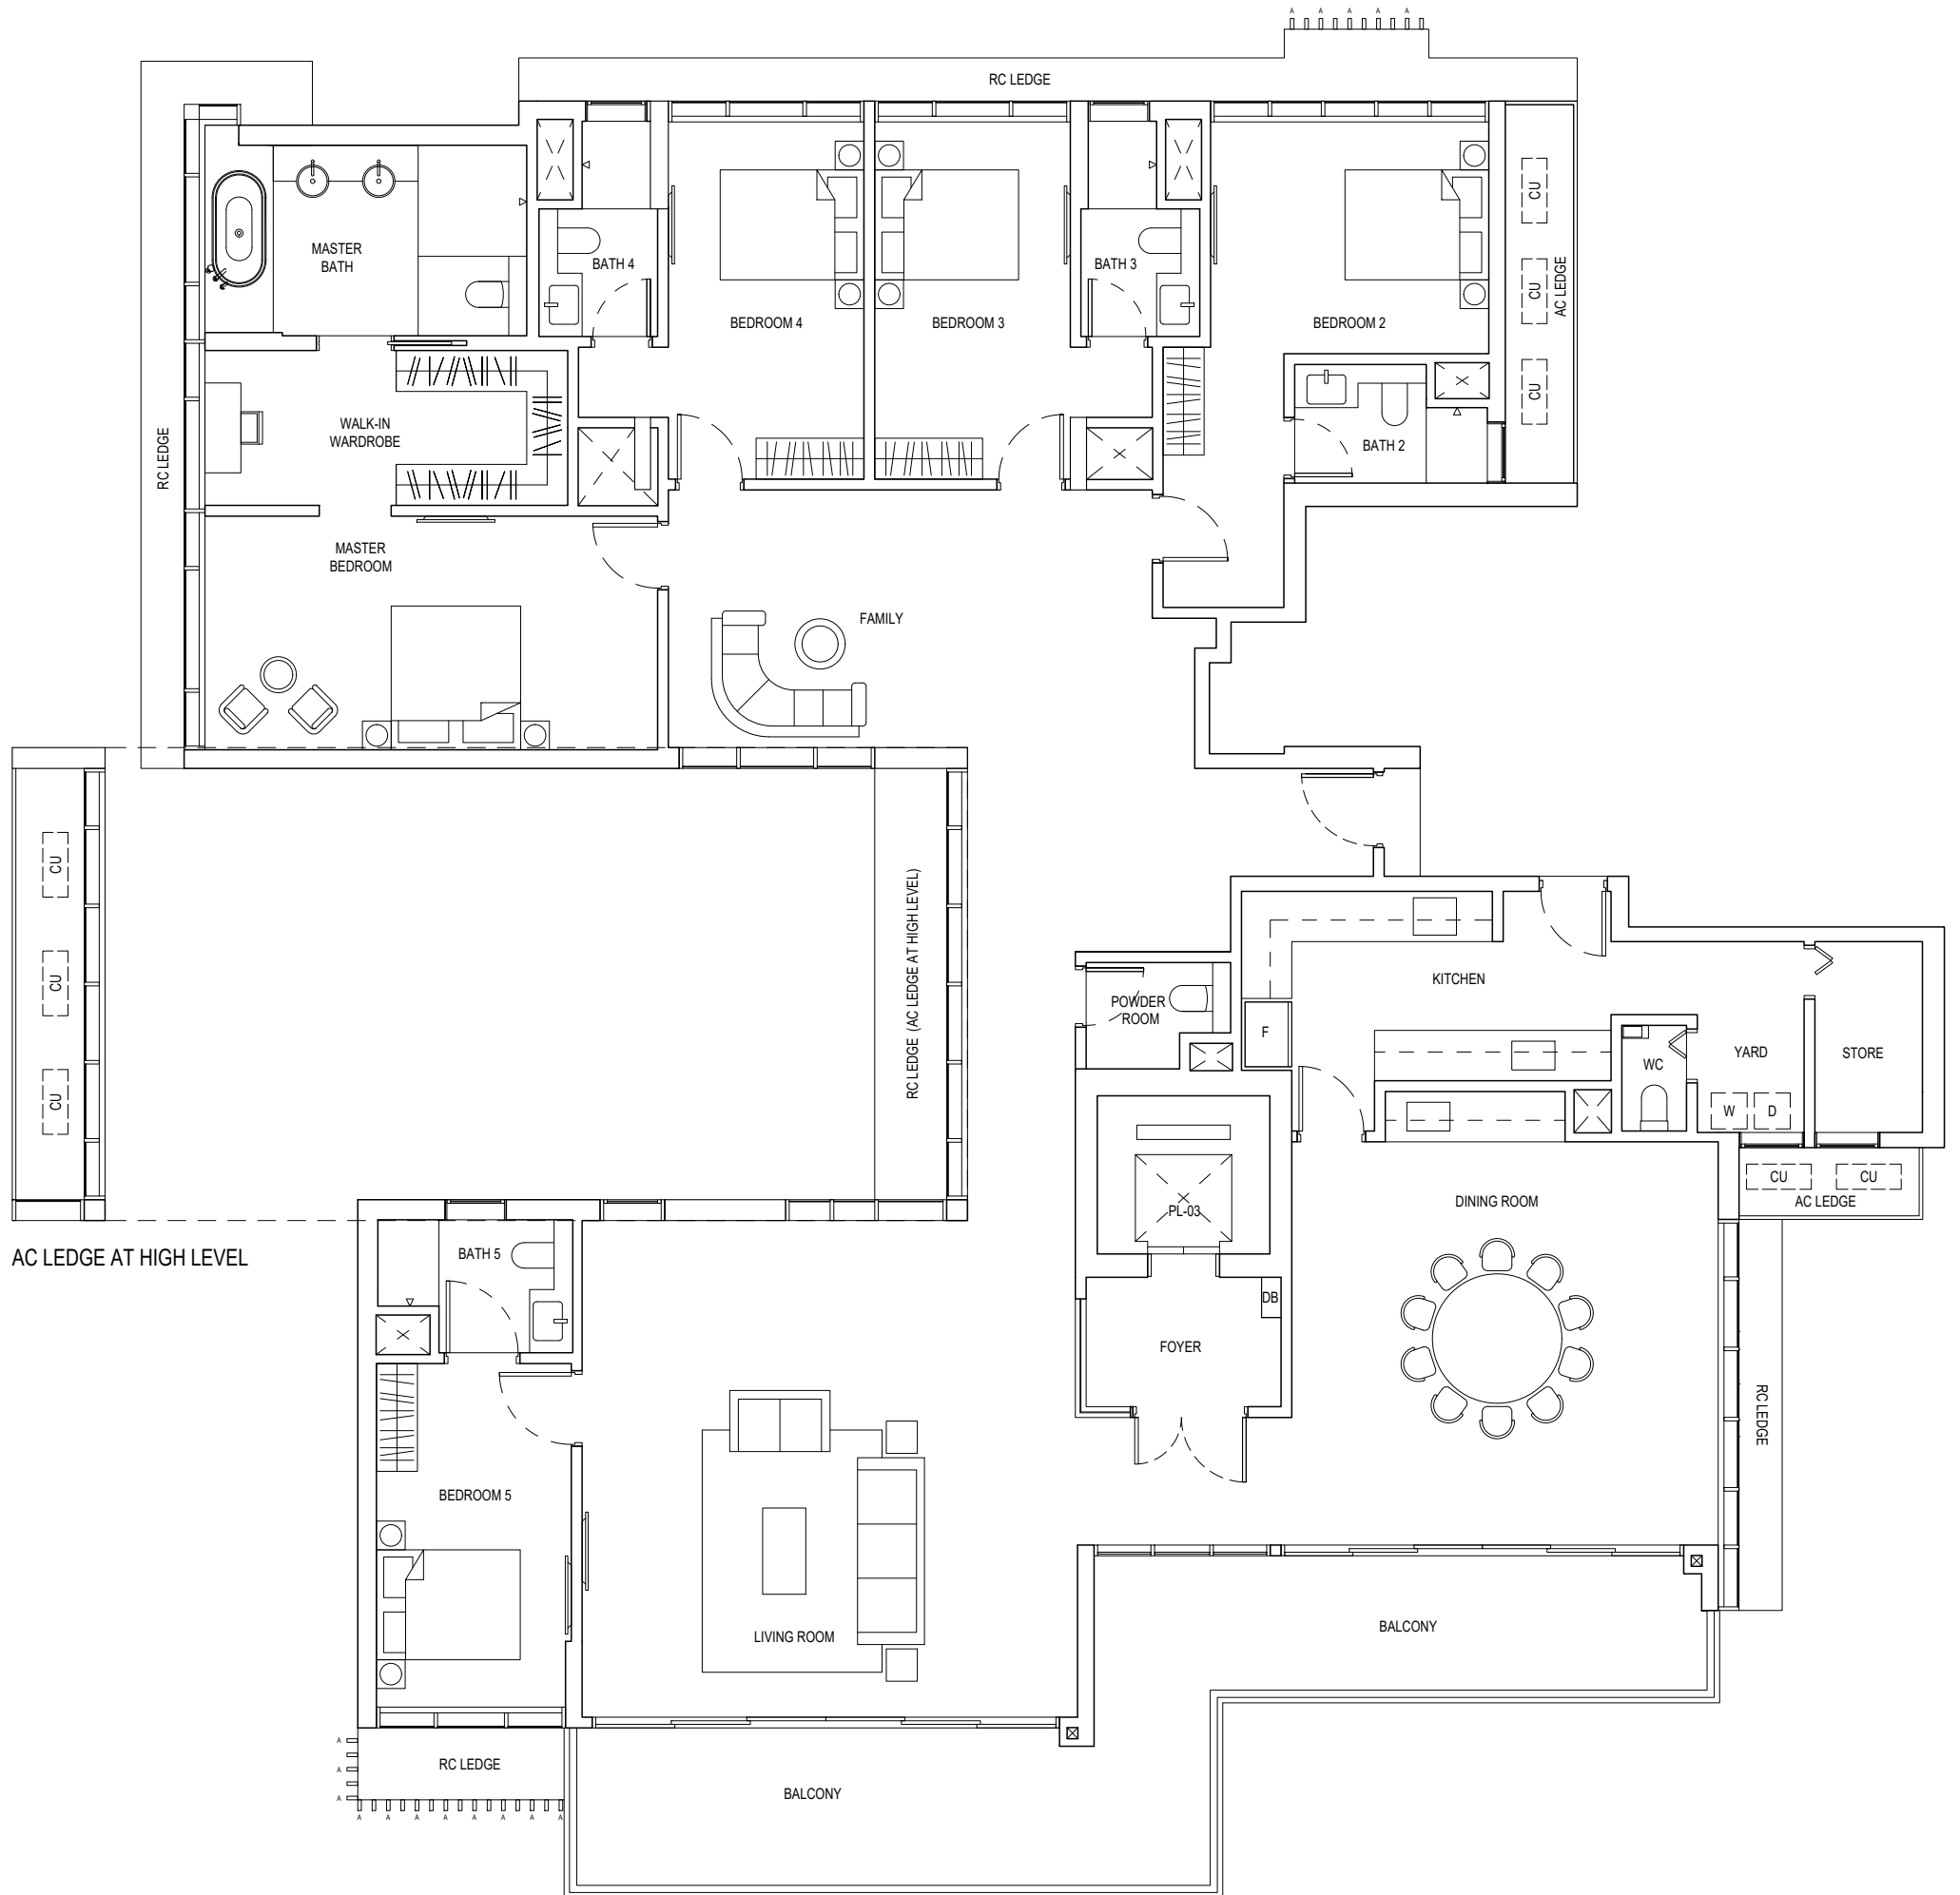 A A A A A
RC LEDGE
MASTER
BATH
BATH 4
BATH 3
CU
CU
CU
AC LEDGE
BEDROOM 4
BEDROOM 3
BEDROOM 2
WALK-IN
WARDROBE
BATH 2
RC LEDGE
MASTER
BEDROOM
FAMILY
CU
CU
CU
RC LEDGE (AC LEDGE AT HIGH LEVEL)
KITCHEN
POWDER
ROOM
F
WC
YARD
STORE
W
D
CU
CU
AC LEDGE
PL-03
DINING ROOM
AC LEDGE AT HIGH LEVEL
BATH 5
DB
FOYER
RC LEDGE
BEDROOM 5
LIVING ROOM
BALCONY
A
A
A
RC LEDGE
BALCONY
A A A A A A A A